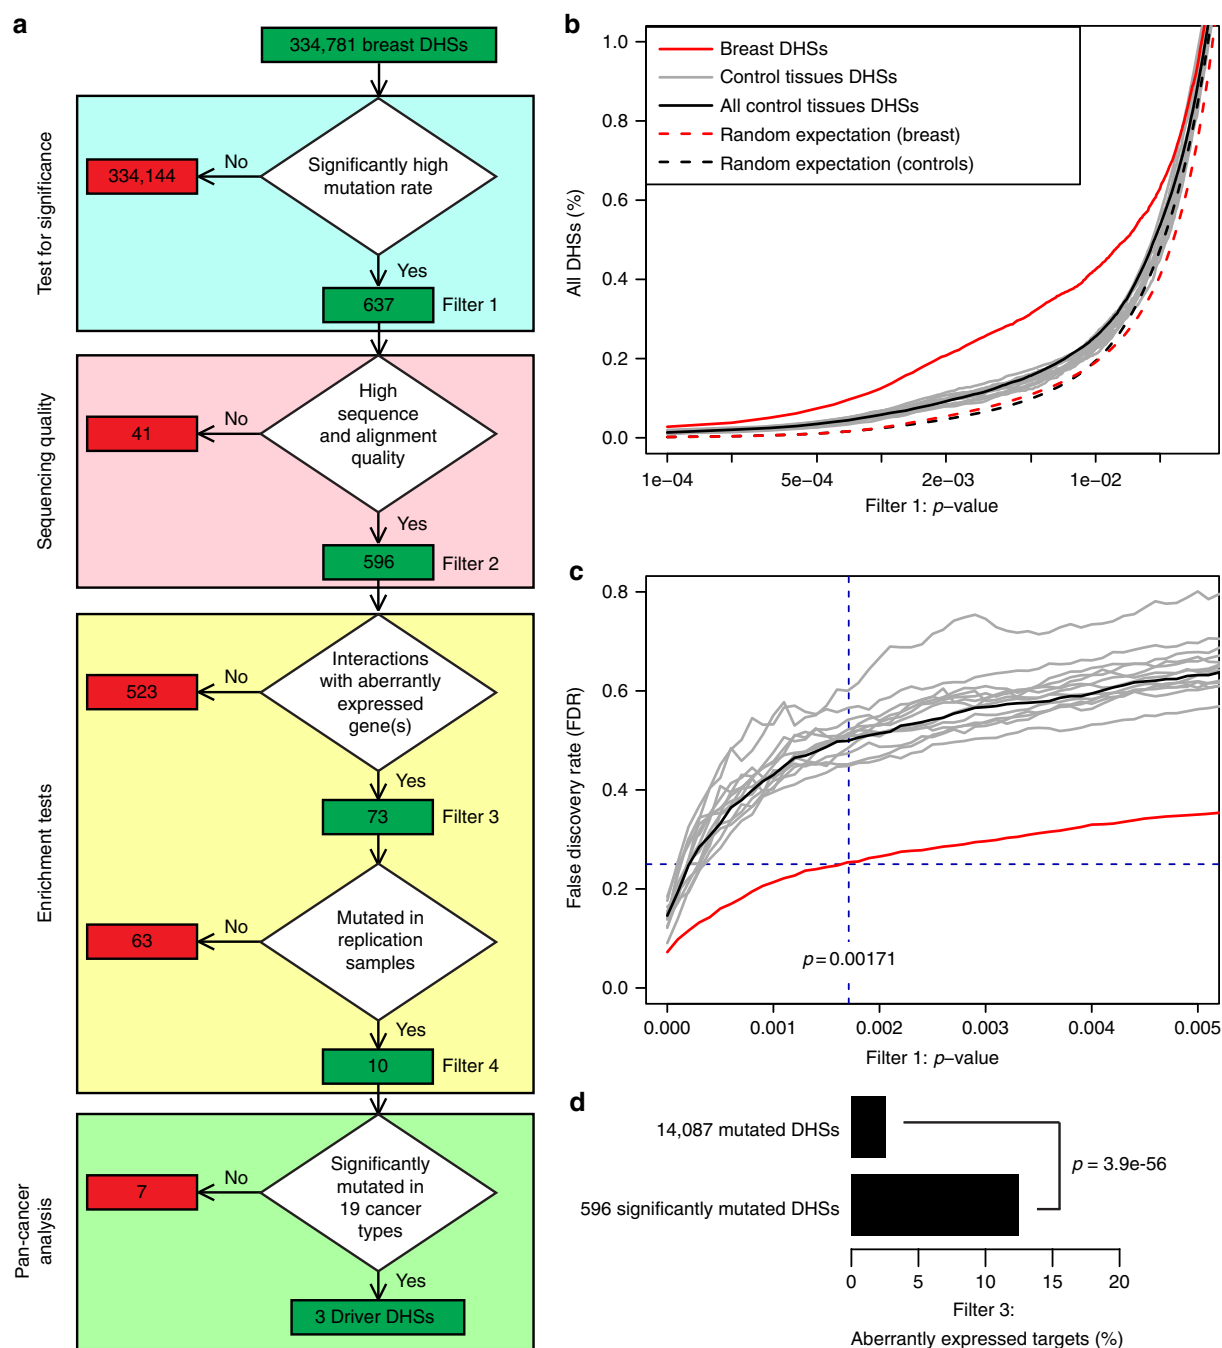 a
334,781 breast DHSs
Test for significance
Significantly high
mutation rate
No
334,144
Yes
637
Filter 1
Sequencing quality
High
sequence
and alignment
quality
No
41
Yes
596
Filter 2
Enrichment tests
Interactions
with aberrantly
expressed
gene(s)
No
523
Yes
73
Filter 3
Mutated in
replication
samples
No
63
Yes
10
Filter 4
Pan-cancer
analysis
Significantly
mutated in
19 cancer
types
No
7
Yes
3 Driver DHSs
b
Breast DHSs
Control tissues DHSs
All control tissues DHSs
Random expectation (breast)
Random expectation (controls)
All DHSs (%)
1.0
0.8
0.6
0.4
0.2
0.0
1e–04 5e–04 2e–03 1e–02
Filter 1: p–value
c
False discovery rate (FDR)
0.8
0.6
0.4
0.2
0.0
p = 0.00171
0.000 0.001 0.002 0.003 0.004 0.005
Filter 1: p–value
d
14,087 mutated DHSs
596 significantly mutated DHSs
p = 3.9e-56
0 5 10 15 20
Filter 3:
Aberrantly expressed targets (%)